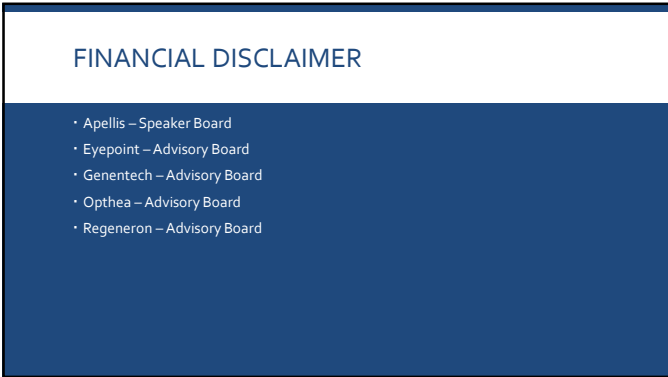 FINANCIAL DISCLAIMER
• Apellis – Speaker Board
• Eyepoint – Advisory Board
• Genentech – Advisory Board
• Opthea – Advisory Board
• Regeneron – Advisory Board